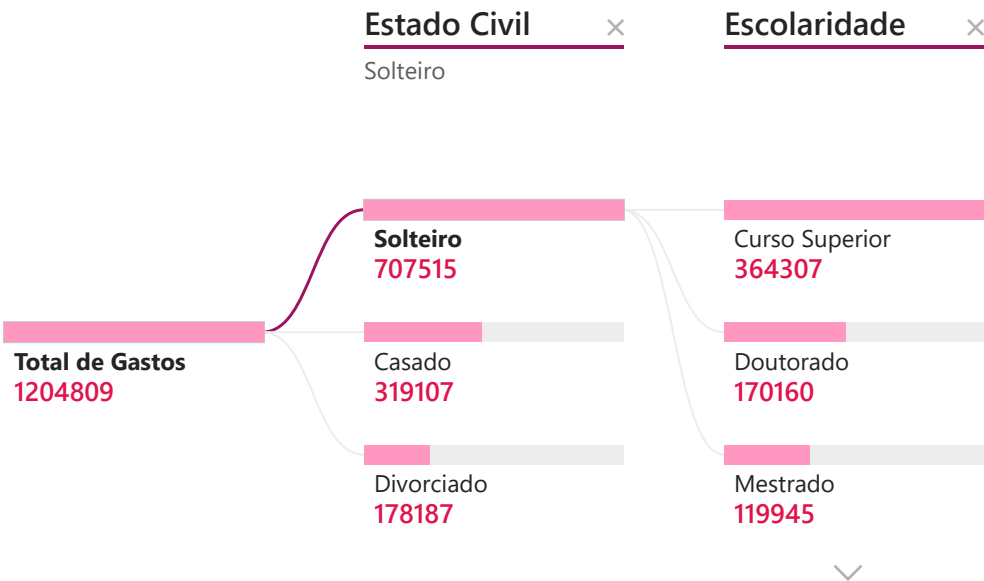 Estado Civil
Solteiro
Escolaridade
Total de Gastos
1204809
Solteiro
707515
Casado
319107
Divorciado
178187
Curso Superior
364307
Doutorado
170160
Mestrado
119945